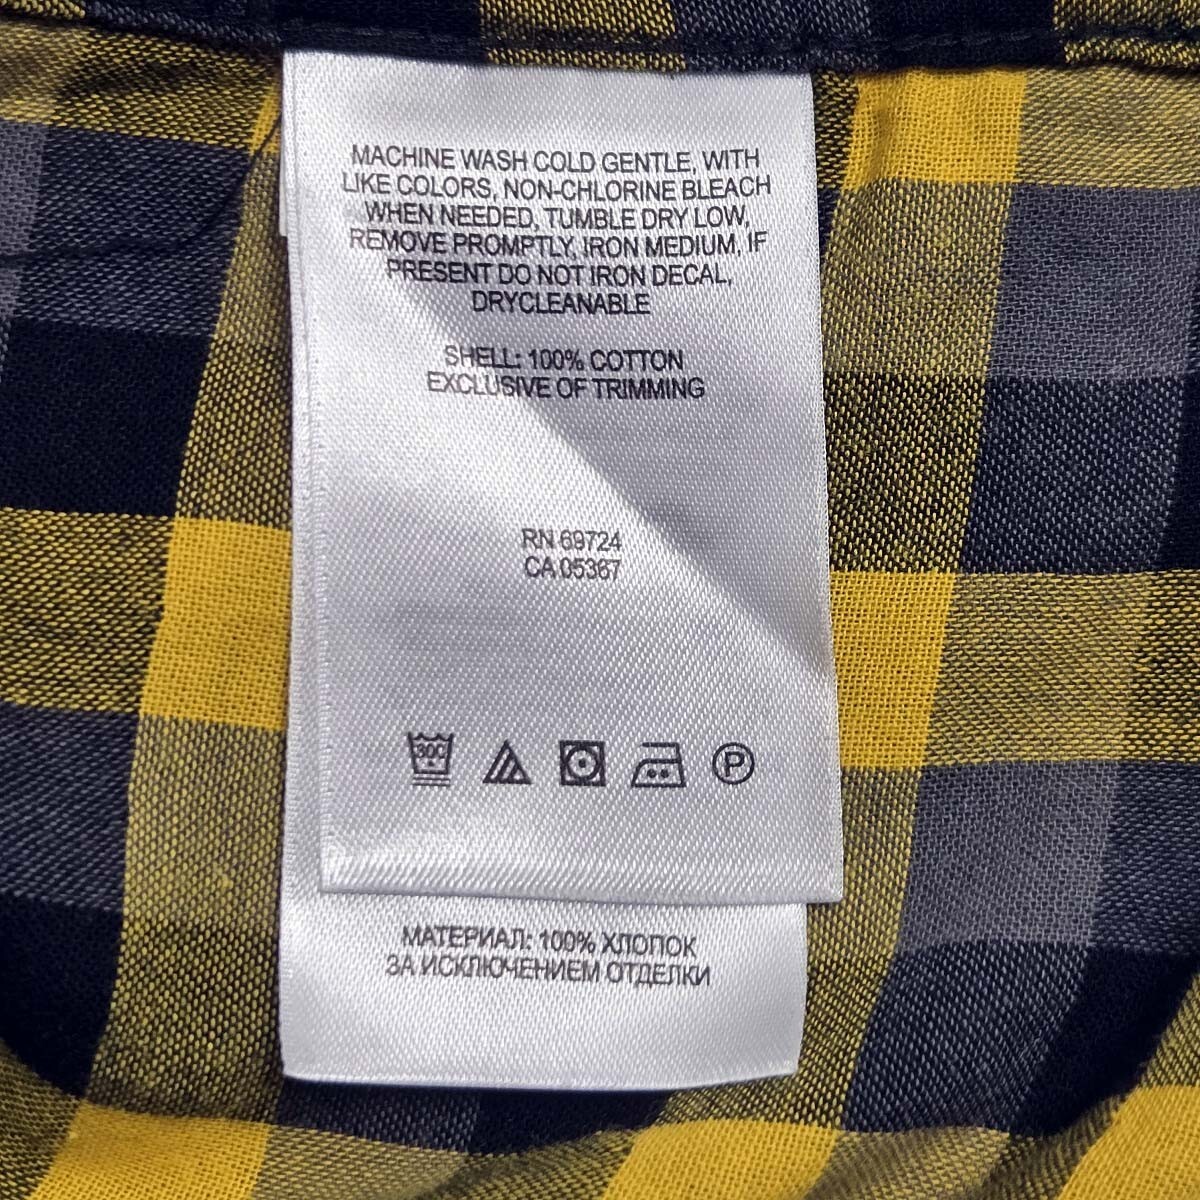 MACHINE WASH COLD GENTLE, WITH
LIKE COLORS, NON-CHLORINE BLEACH
WHEN NEEDED, TUMBLE DRY LOW,
REMOVE PROMPTLY, IRON MEDIUM, IF
PRESENT DO NOT IRON DECAL,
DRYCLEANABLE
SHELL: 100% COTTON
EXCLUSIVE OF TRIMMING
RN 69724
CA 05367
30C
P
МАТЕРИАЛ: 100% ХЛОПОК
ЗА ИСКЛЮЧЕНИЕМ ОТДЕЛКИ